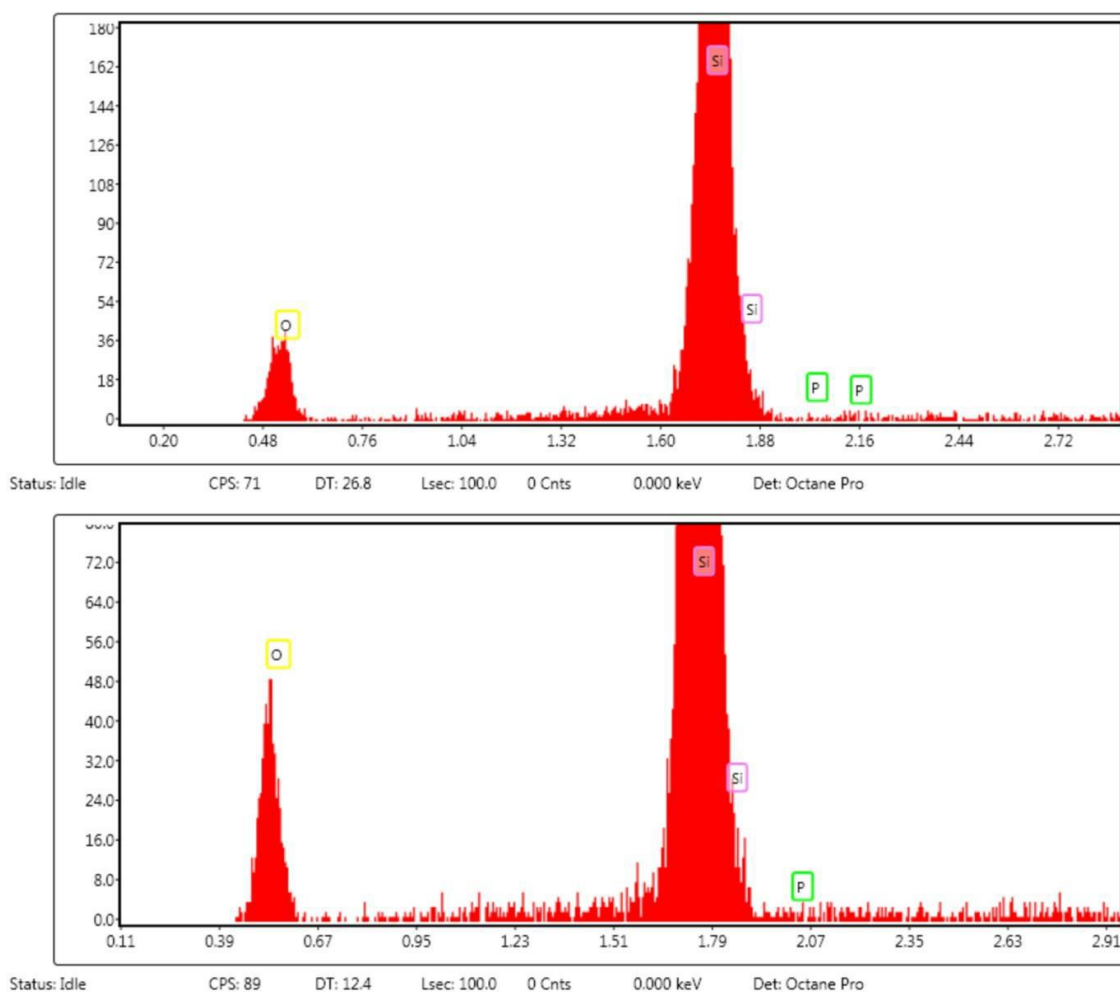 180
162
Si
144
126
108
90
72
54
Si
O
36
18
P
P
0
0.20 0.48 0.76 1.04 1.32 1.60 1.88 2.16 2.44 2.72
Status: Idle CPS: 71 DT: 26.8 Lsec: 100.0 0 Cnts 0.000 keV Det: Octane Pro
72.0
Si
64.0
56.0
O
48.0
40.0
32.0
Si
24.0
16.0
8.0
P
0.0
0.11 0.39 0.67 0.95 1.23 1.51 1.79 2.07 2.35 2.63 2.91
Status: Idle CPS: 89 DT: 12.4 Lsec: 100.0 0 Cnts 0.000 keV Det: Octane Pro